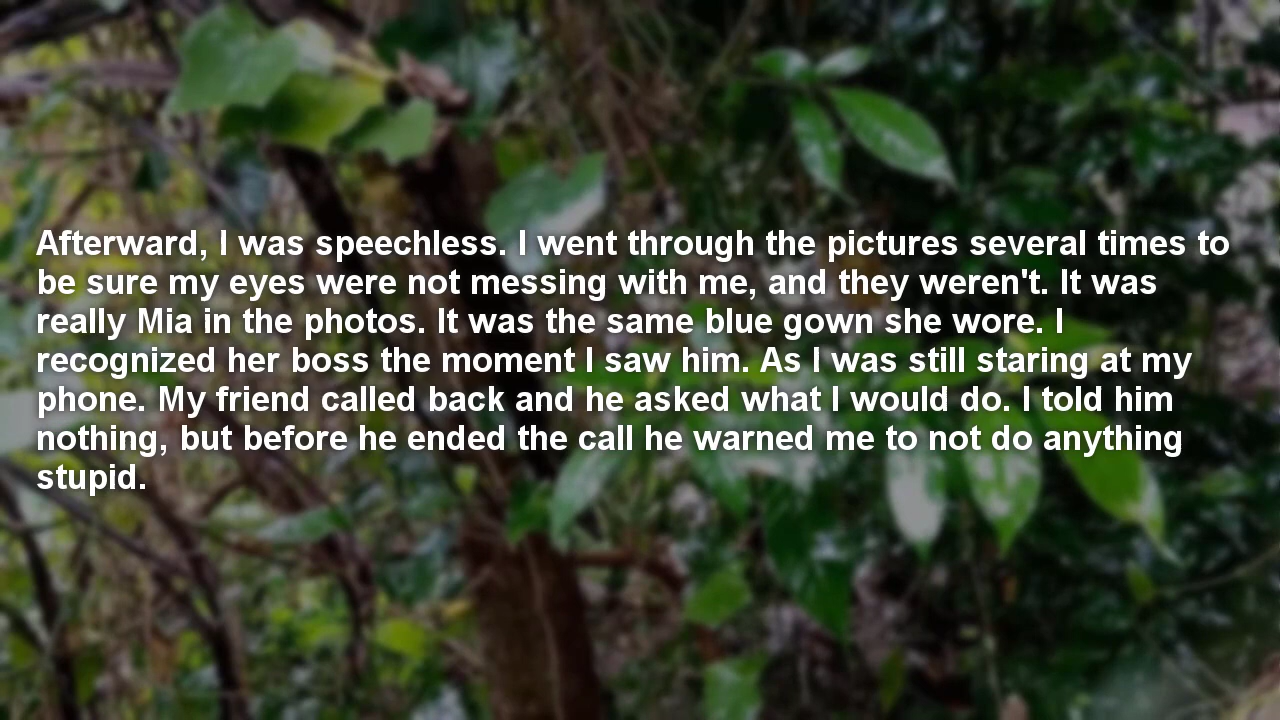 Afterward, I was speechless. I went through the pictures several times to
be sure my eyes were not messing with me, and they weren't. It was
really Mia in the photos. It was the same blue gown she wore. I
recognized her boss the moment I saw him. As I was still staring at my
phone. My friend called back and he asked what I would do. I told him
nothing, but before he ended the call he warned me to not do anything
stupid.